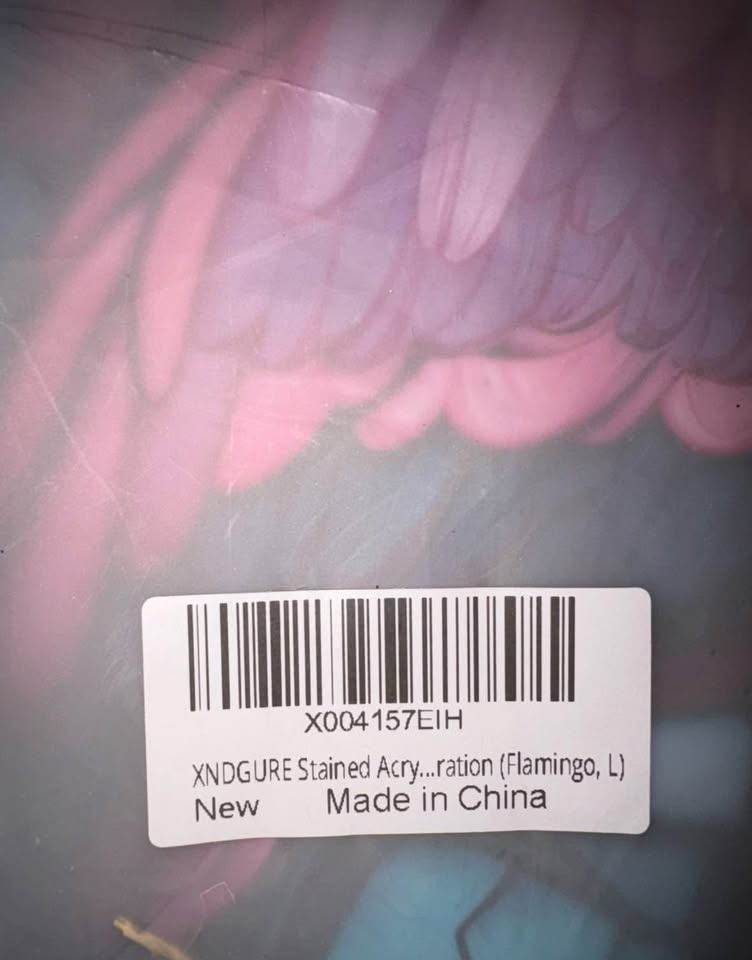 X004157EIH
XNDGURE Stained Acry...ration (Flamingo, L)
New Made in China